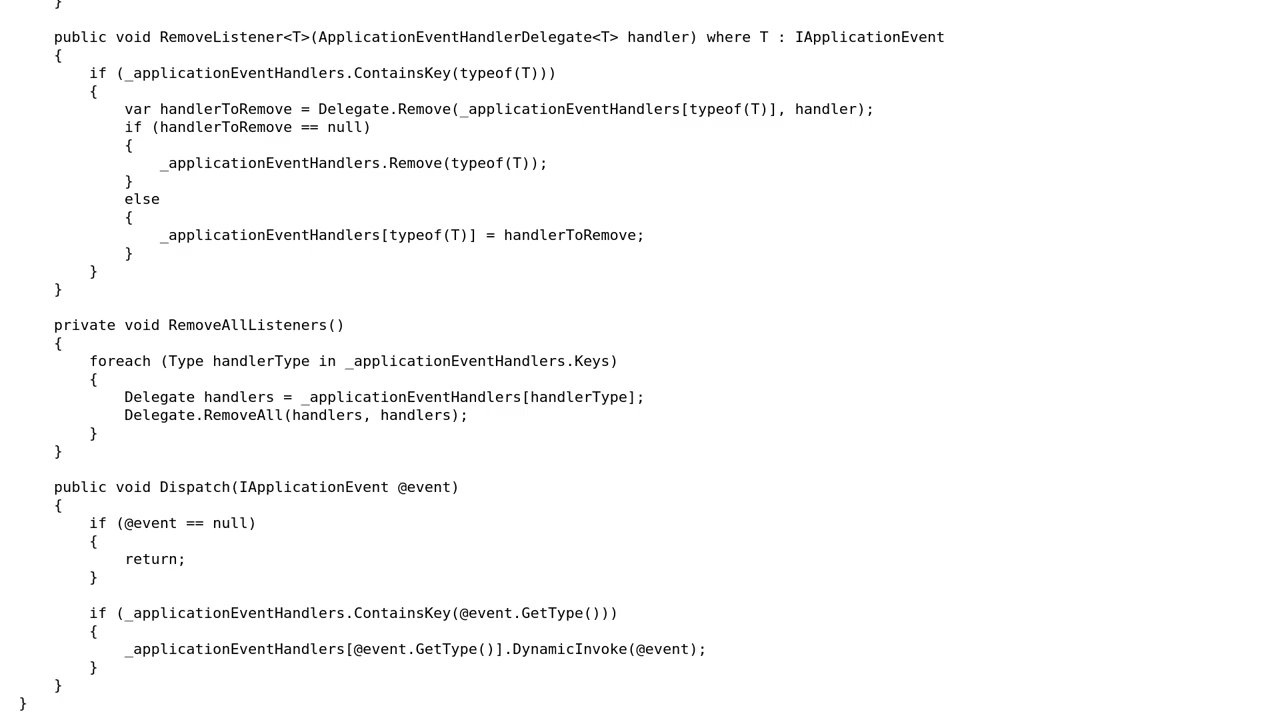 }

    public void RemoveListener<T>(ApplicationEventHandlerDelegate<T> handler) where T : IApplicationEvent
    {
        if (_applicationEventHandlers.ContainsKey(typeof(T)))
        {
            var handlerToRemove = Delegate.Remove(_applicationEventHandlers[typeof(T)], handler);
            if (handlerToRemove == null)
            {
                _applicationEventHandlers.Remove(typeof(T));
            }
            else
            {
                _applicationEventHandlers[typeof(T)] = handlerToRemove;
            }
        }
    }

    private void RemoveAllListeners()
    {
        foreach (Type handlerType in _applicationEventHandlers.Keys)
        {
            Delegate handlers = _applicationEventHandlers[handlerType];
            Delegate.RemoveAll(handlers, handlers);
        }
    }

    public void Dispatch(IApplicationEvent @event)
    {
        if (@event == null)
        {
            return;
        }

        if (_applicationEventHandlers.ContainsKey(@event.GetType()))
        {
            _applicationEventHandlers[@event.GetType()].DynamicInvoke(@event);
        }
    }
}